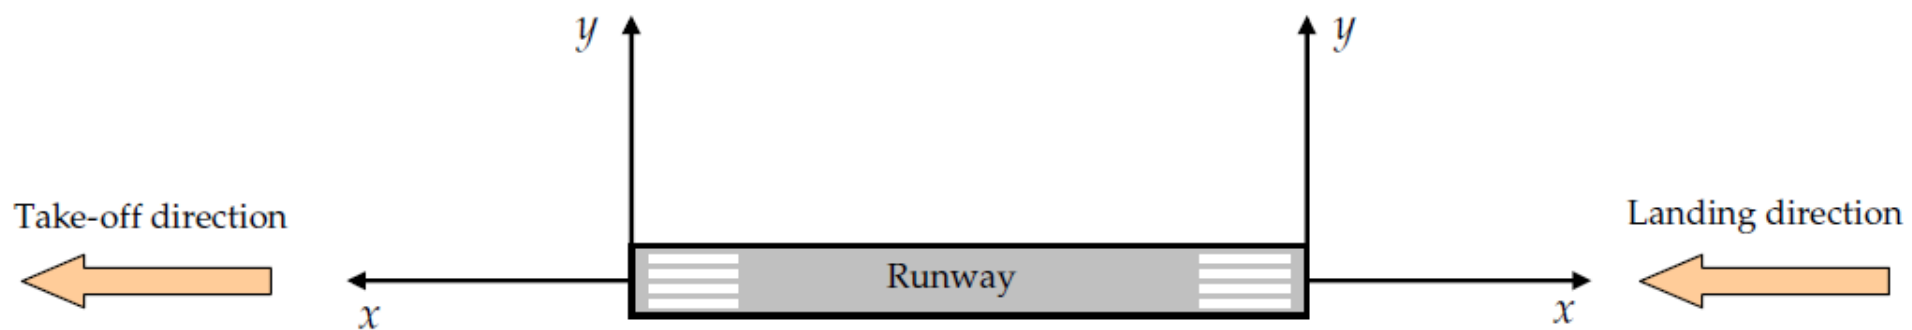 y
y
Take-off direction
Landing direction
Runway
x
x